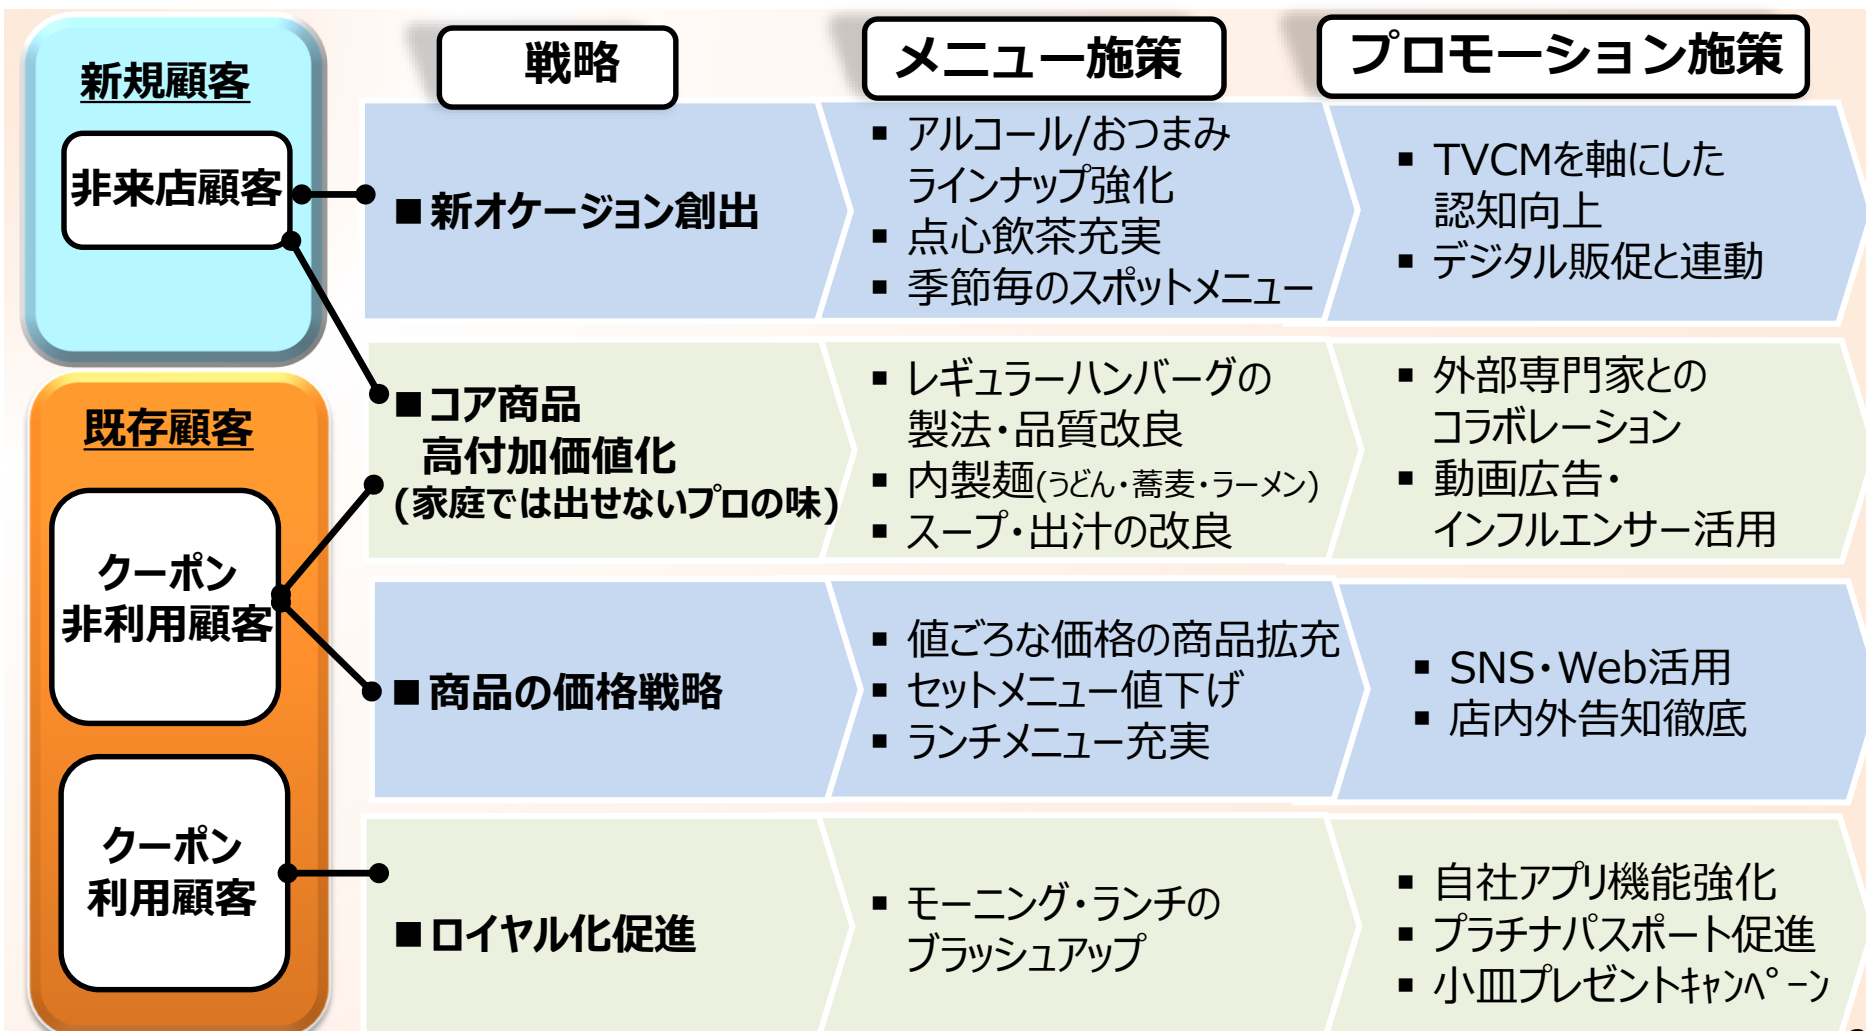 戦略
メニュー施策
プロモーション施策
新規顧客
非来店顧客
■新オケージョン創出
▪ アルコール/おつまみ
ラインナップ強化
▪ 点心飲茶充実
▪ 季節毎のスポットメニュー
▪ TVCMを軸にした
認知向上
▪ デジタル販促と連動
■コア商品
高付加価値化
(家庭では出せないプロの味)
▪ レギュラーハンバーグの
製法・品質改良
▪ 内製麺(うどん・蕎麦・ラーメン)
▪ スープ・出汁の改良
▪ 外部専門家との
コラボレーション
▪ 動画広告・
インフルエンサー活用
既存顧客
クーポン
非利用顧客
■商品の価格戦略
▪ 値ごろな価格の商品拡充
▪ セットメニュー値下げ
▪ ランチメニュー充実
▪ SNS・Web活用
▪ 店内外告知徹底
クーポン
利用顧客
■ロイヤル化促進
▪ モーニング・ランチの
ブラッシュアップ
▪ 自社アプリ機能強化
▪ プラチナパスポート促進
▪ 小皿プレゼントキャンペーン